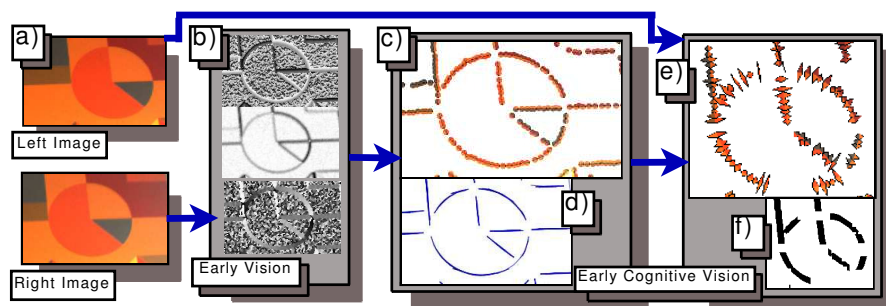 a)
b)
c)
d)
e)
f)
Left Image
Right Image
Early Vision
Early Cognitive Vision